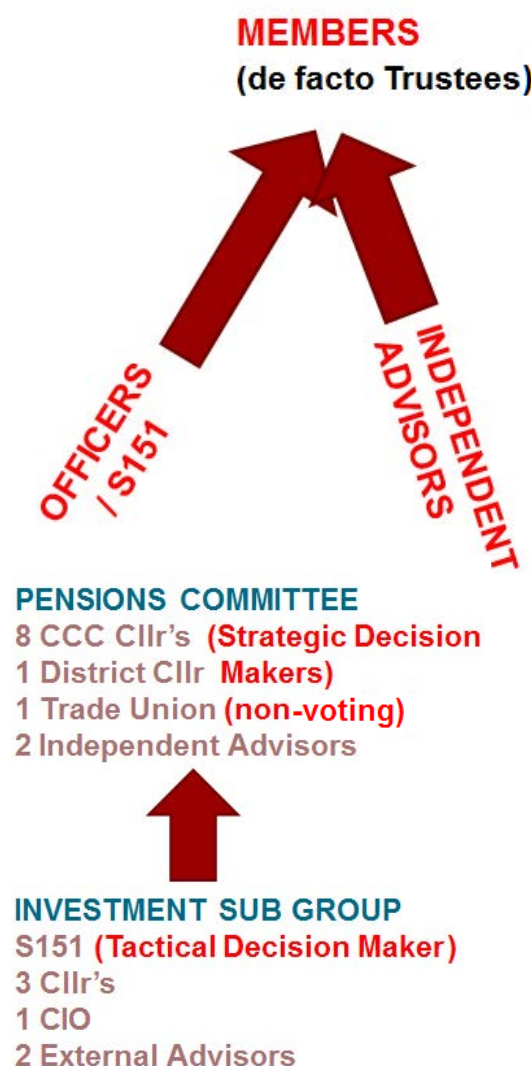 MEMBERS
(de facto Trustees)
OFFICERS
/ S151
INDEPENDENT
ADVISORS
PENSIONS COMMITTEE
8 CCC Cllr's (Strategic Decision
1 District Cllr Makers)
1 Trade Union (non-voting)
2 Independent Advisors
INVESTMENT SUB GROUP
S151 (Tactical Decision Maker)
3 Cllr's
1 CIO
2 External Advisors